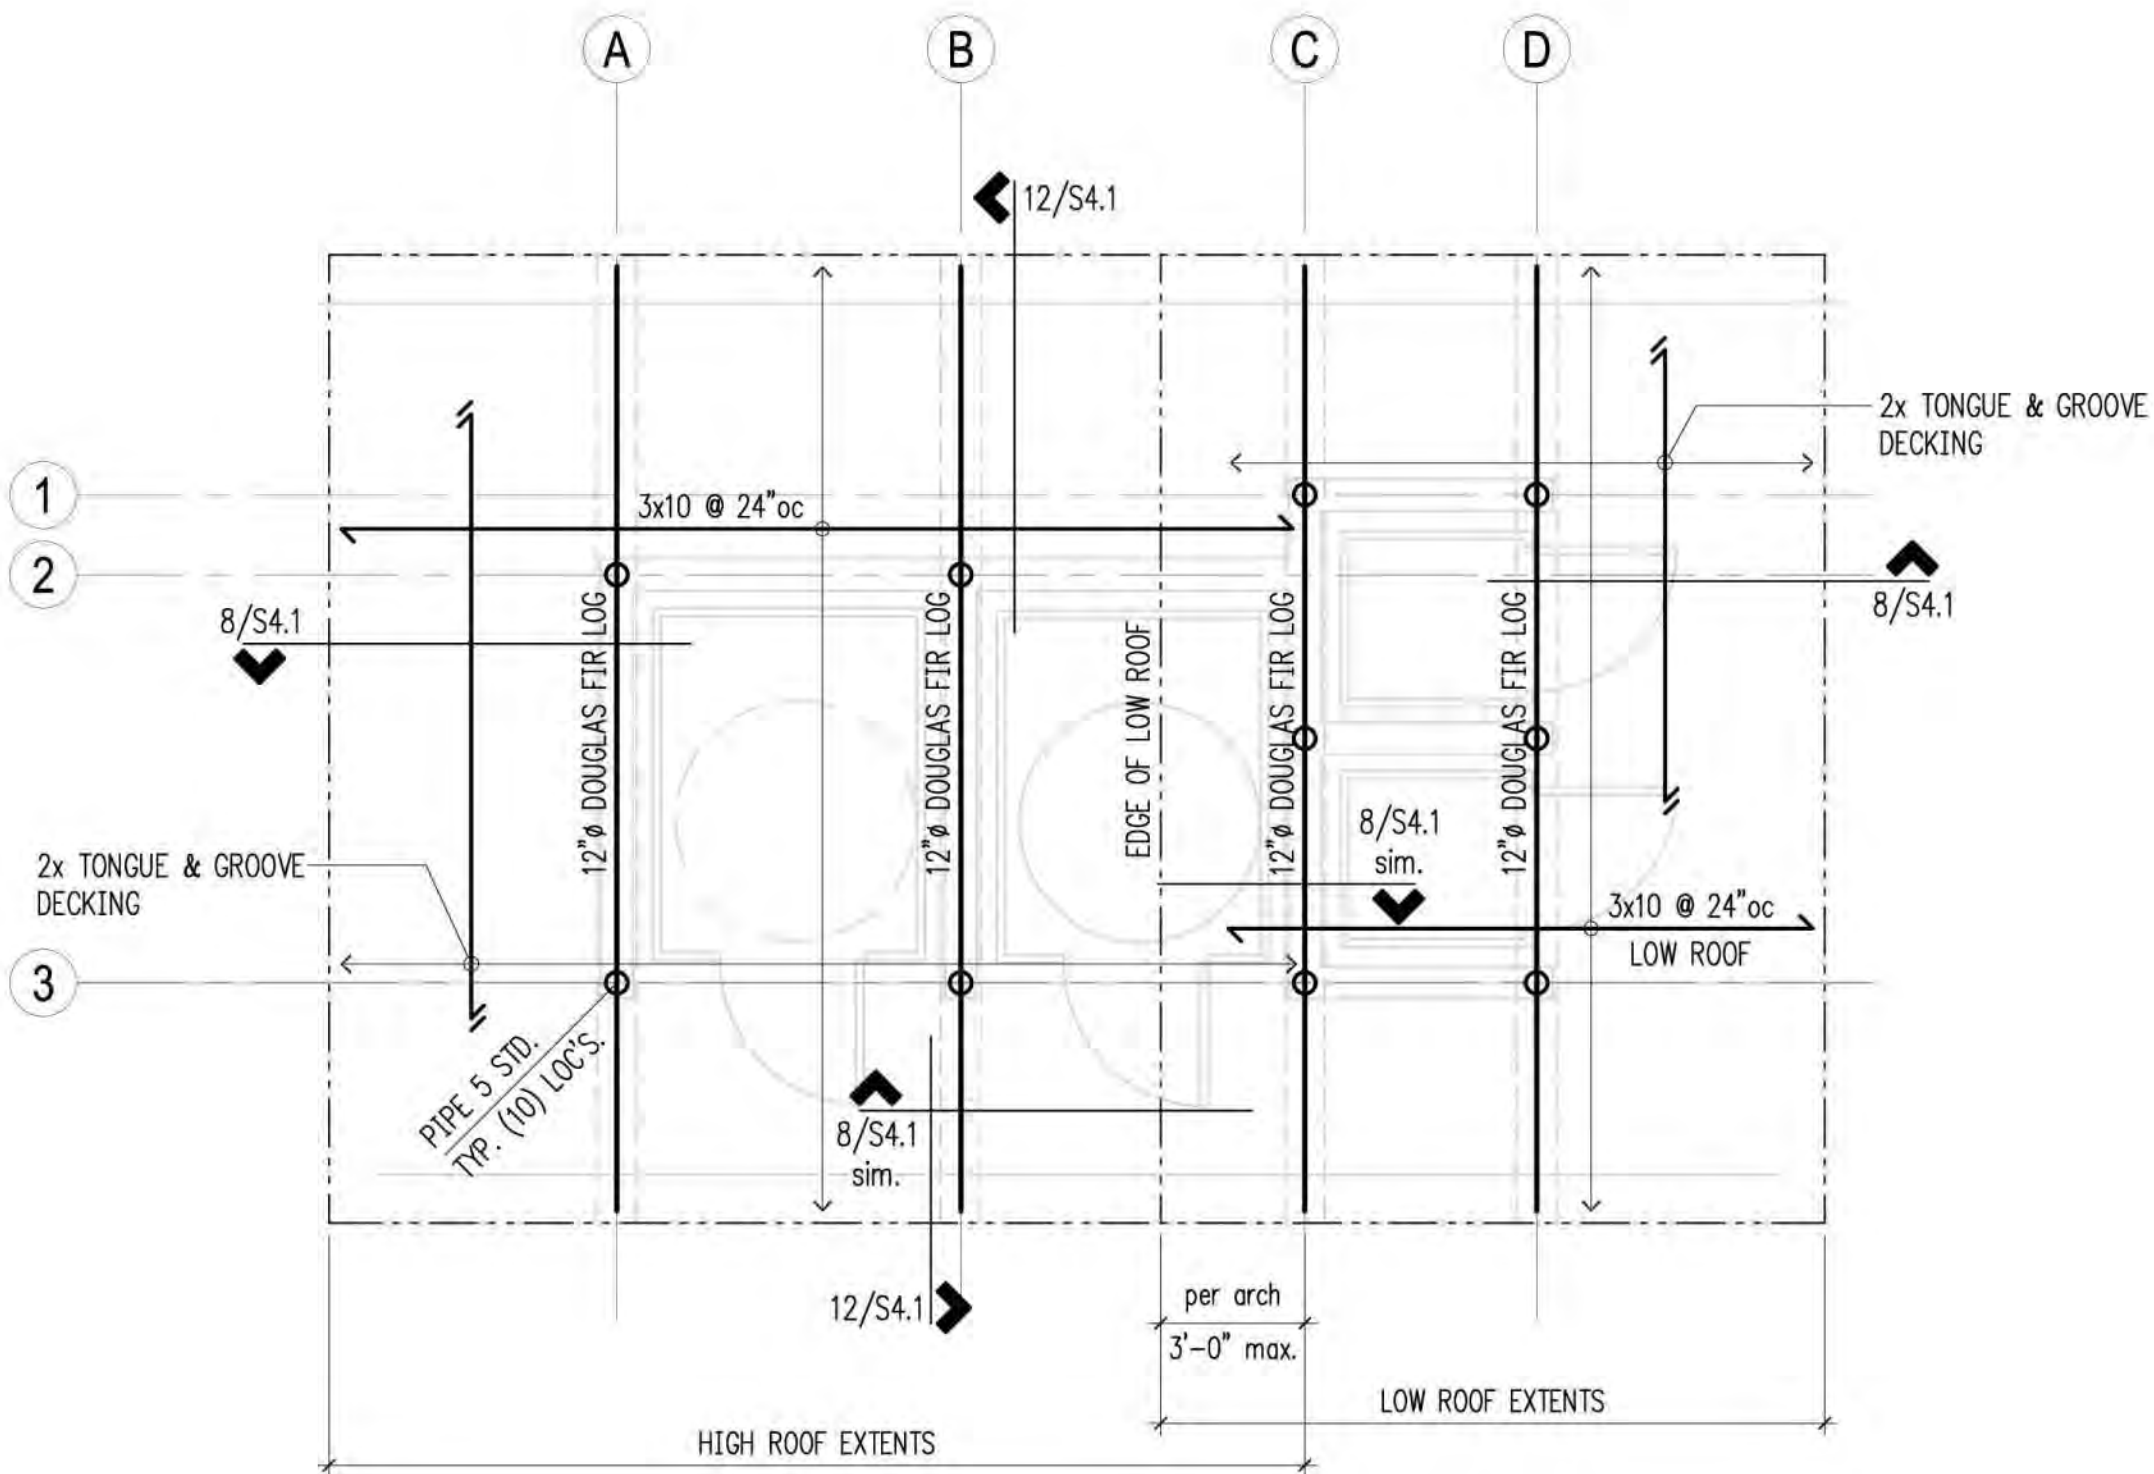 A
B
C
D
12/S4.1
2x TONGUE & GROOVE
DECKING
1
3x10 @ 24"oc
2
8/S4.1
8/S4.1
12"ø DOUGLAS FIR LOG
12"ø DOUGLAS FIR LOG
EDGE OF LOW ROOF
12"ø DOUGLAS FIR LOG
12"ø DOUGLAS FIR LOG
8/S4.1
sim.
2x TONGUE & GROOVE
DECKING
3x10 @ 24"oc
LOW ROOF
3
PIPE 5 STD.
TYP. (10) LOC'S.
8/S4.1
sim.
12/S4.1
per arch
3'-0" max.
LOW ROOF EXTENTS
HIGH ROOF EXTENTS